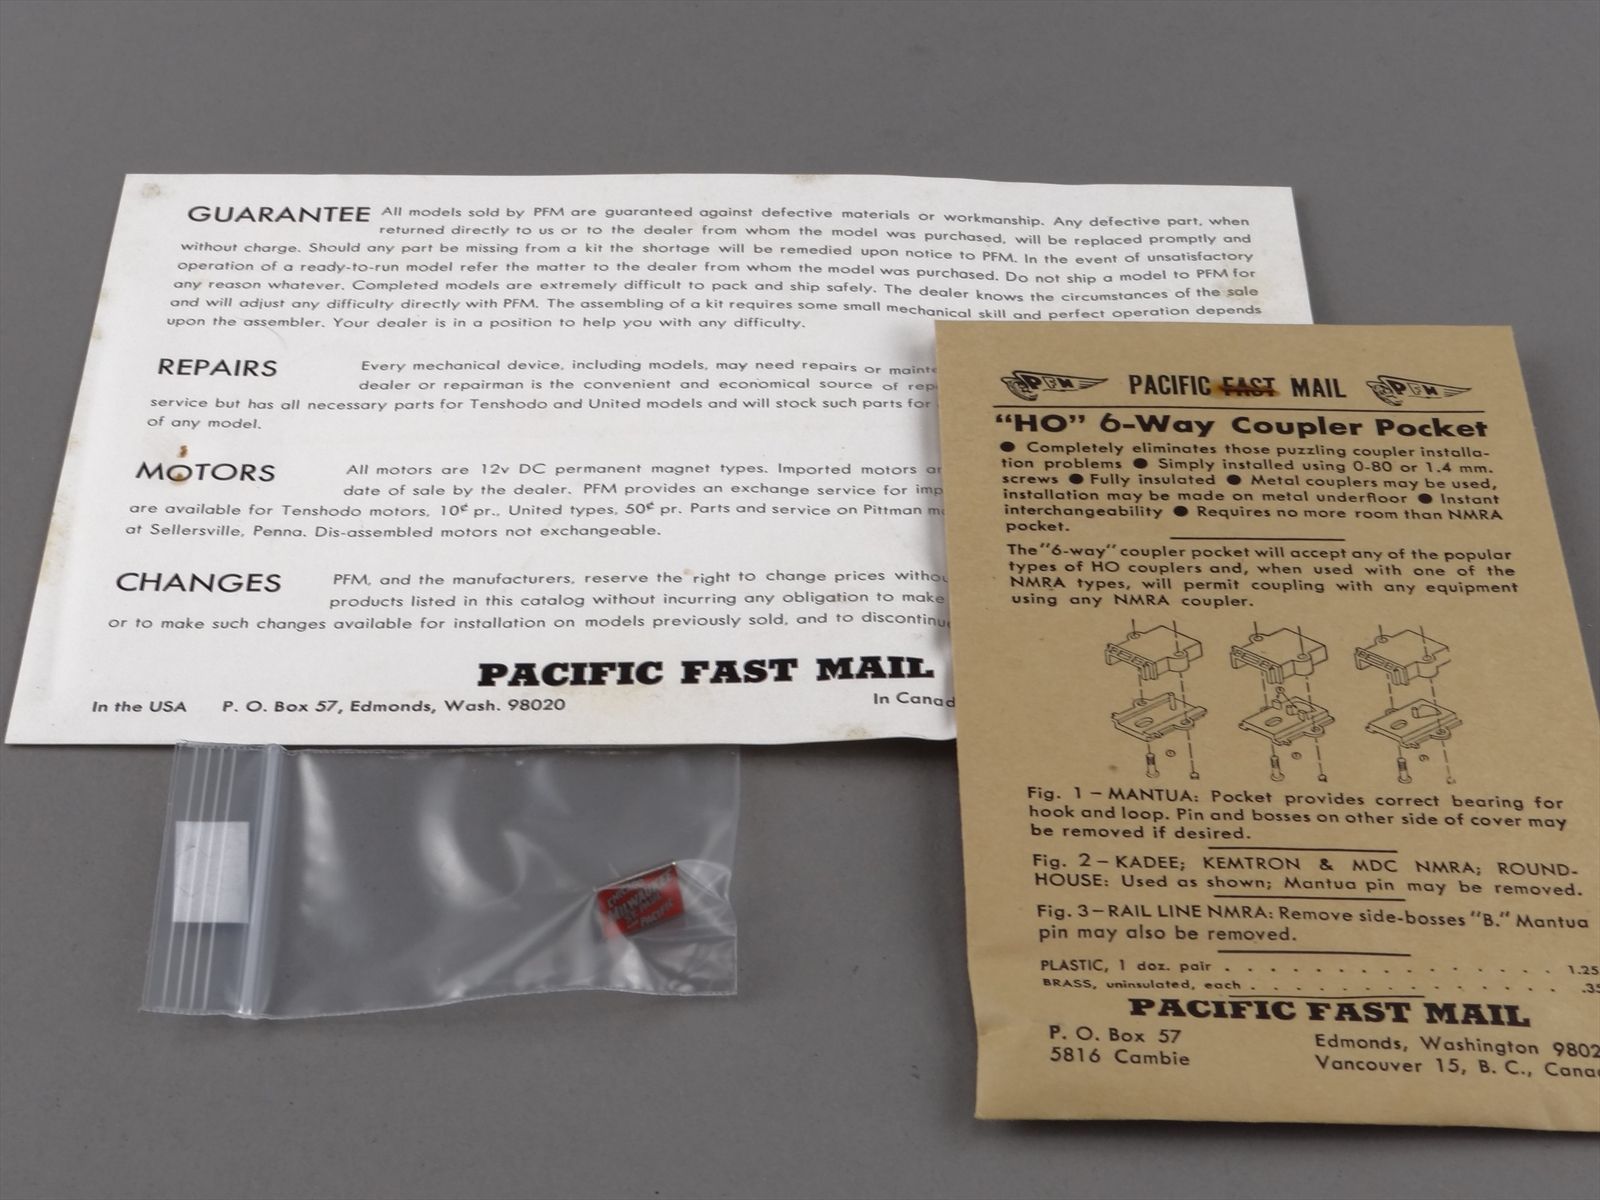 GUARANTEE All models sold by PFM are guaranteed against defective materials or workmanship. Any defective part, when
returned directly to us or to the dealer from whom the model was purchased, will be replaced promptly and
without charge. Should any part be missing from a kit the shortage will be remedied upon notice to PFM. In the event of unsatisfactory
operation of a ready-to-run model refer the matter to the dealer from whom the model was purchased. Do not ship a model to PFM for
any reason whatever. Completed models are extremely difficult to pack and ship safely. The dealer knows the circumstances of the sale
and will adjust any difficulty directly with PFM. The assembling of a kit requires some small mechanical skill and perfect operation depends
upon the assembler. Your dealer is in a position to help you with any difficulty.
REPAIRS Every mechanical device, including models, may need repairs or
dealer or repairman is the convenient and economical source of
service but has all necessary parts for Tenshodo and United models and will stock such parts for
of any model.
MOTORS All motors are 12v DC permanent magnet types. Imported motors
date of sale by the dealer. PFM provides an exchange service for
are available for Tenshodo motors, 10¢ pr., United types, 50¢ pr. Parts and service on Pittman
at Sellersville, Penna. Dis-assembled motors not exchangeable.
CHANGES PFM, and the manufacturers, reserve the right to change prices
products listed in this catalog without incurring any obligation to make
or to make such changes available for installation on models previously sold, and to
PACIFIC FAST MAIL
In the USA P. O. Box 57, Edmonds, Wash. 98020 In
PFM PACIFIC FAST MAIL PFM
"HO" 6-Way Coupler Pocket
● Completely eliminates those puzzling coupler installa-
tion problems ● Simply installed using 0-80 or 1.4 mm.
screws ● Fully insulated ● Metal couplers may be used,
installation may be made on metal underfloor ● Instant
interchangeability ● Requires no more room than NMRA
pocket.
The "6-way" coupler pocket will accept any of the popular
types of HO couplers and, when used with one of the
NMRA types, will permit coupling with any equipment
using any NMRA coupler.
Fig. 1 – MANTUA: Pocket provides correct bearing for
hook and loop. Pin and bosses on other side of cover may
be removed if desired.
Fig. 2 – KADEE; KEMTRON & MDC NMRA; ROUND-
HOUSE: Used as shown; Mantua pin may be removed.
Fig. 3 – RAIL LINE NMRA: Remove side-bosses "B." Mantua
pin may also be removed.
PLASTIC, 1 doz. pair . . . . . . . . . . . . . . 1.25
BRASS, uninsulated, each . . . . . . . . . . . . .
PACIFIC FAST MAIL
P. O. Box 57 Edmonds, Washington
5816 Cambie Vancouver 15, B. C.,
MILWAUKEE
PACIFIC